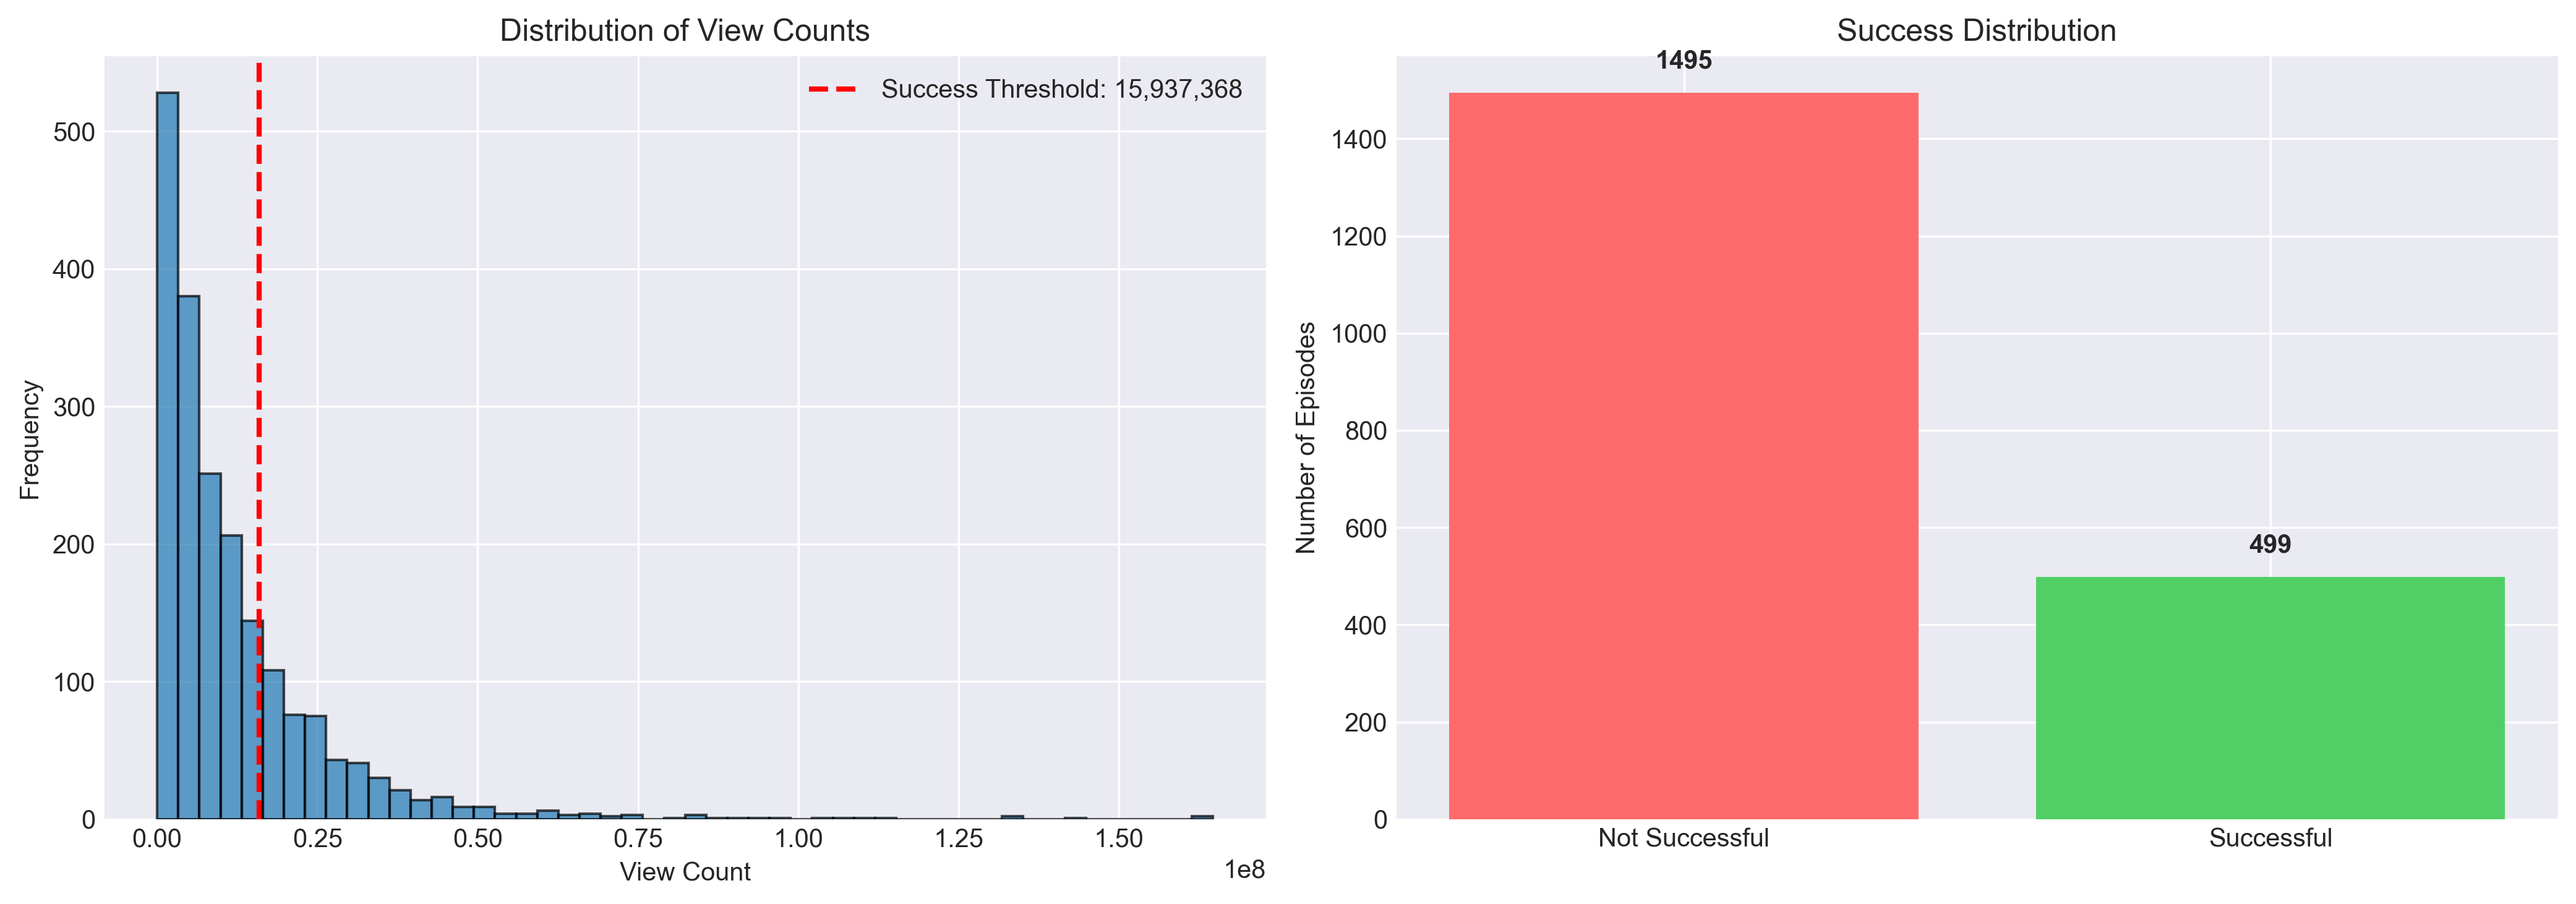 Distribution of View Counts
Success Threshold: 15,937,368
Frequency
500
400
300
200
100
0
0.00 0.25 0.50 0.75 1.00 1.25 1.50
1e8
View Count
Success Distribution
Number of Episodes
1400
1200
1000
800
600
400
200
0
1495
499
Not Successful Successful